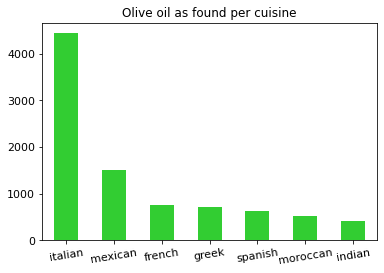 Olive oil as found per cuisine
4000
3000
2000
1000
0
italian mexican french greek spanish moroccan indian